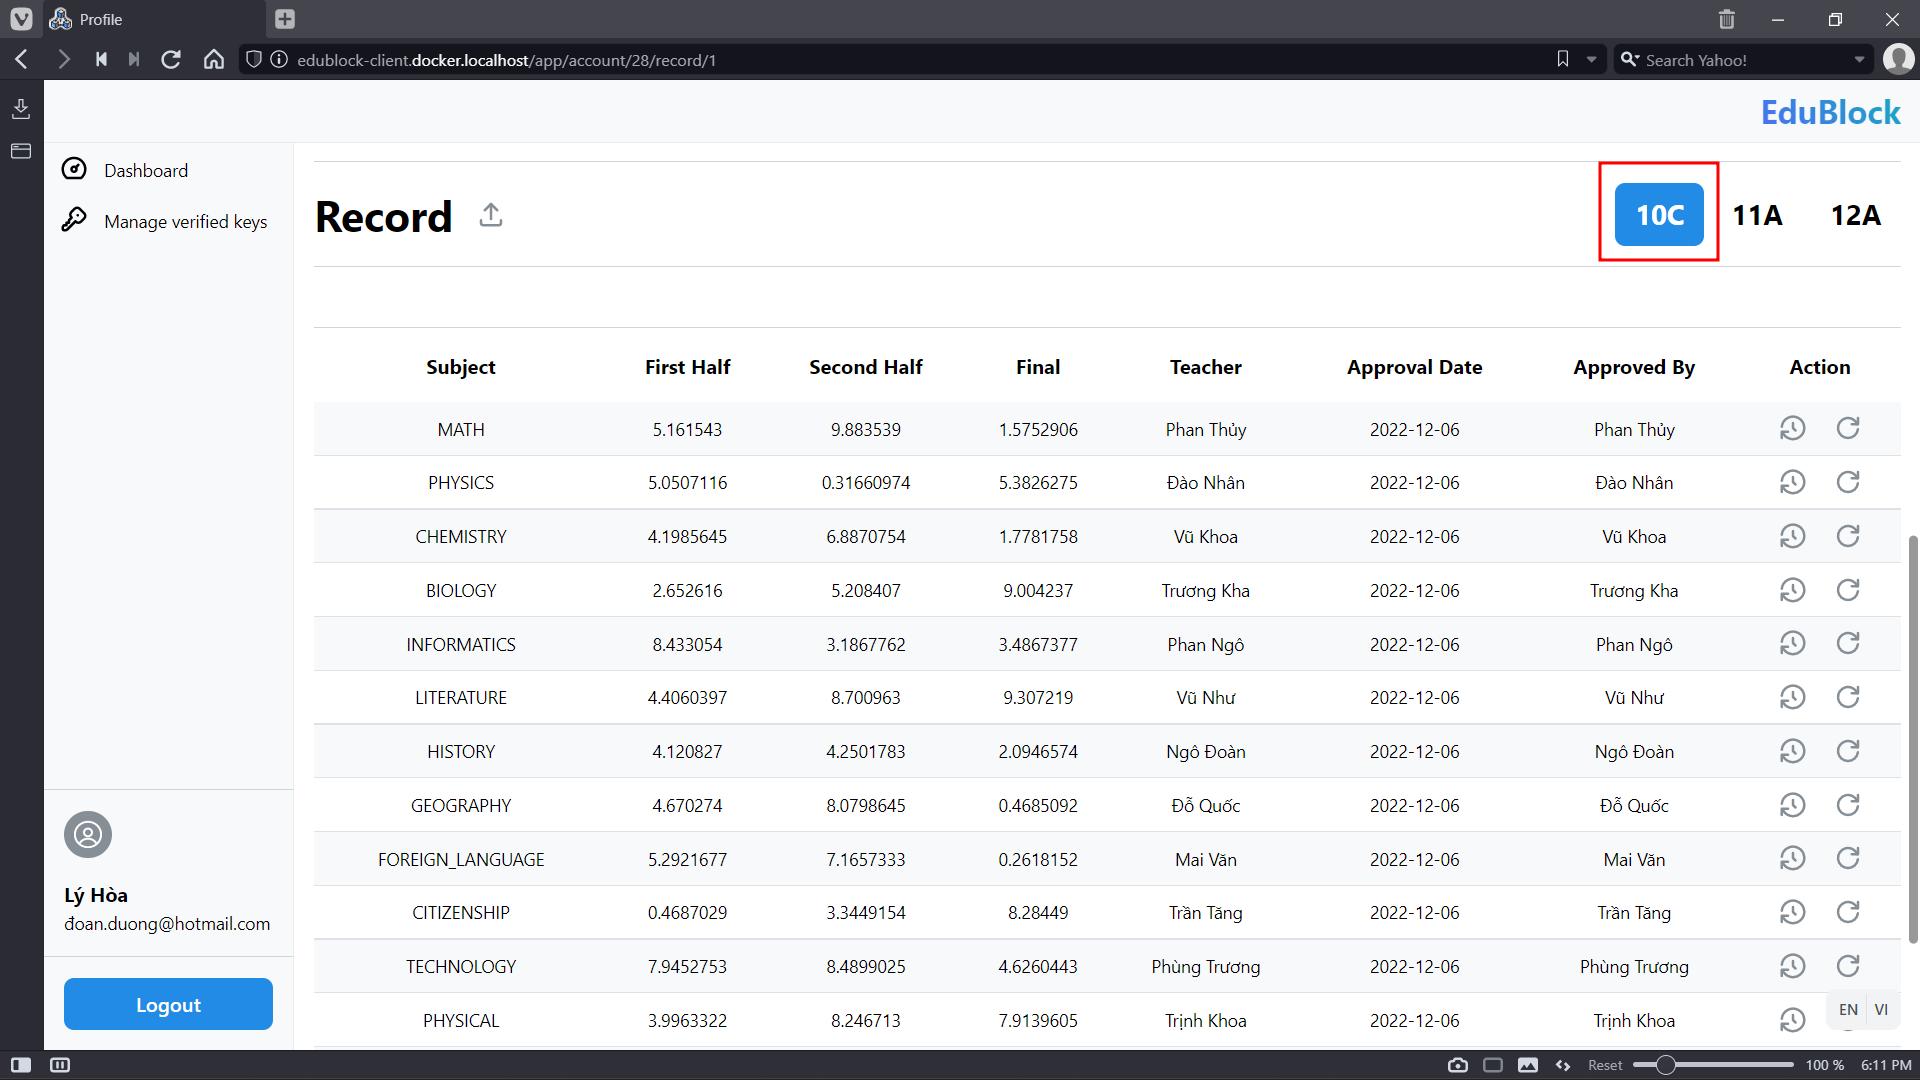 Profile
edublock-client.docker.localhost/app/account/28/record/1
Search Yahoo!
EduBlock
Dashboard
Manage verified keys
Record
10C 11A 12A
Subject First Half Second Half Final Teacher Approval Date Approved By Action
MATH 5.161543 9.883539 1.5752906 Phan Thủy 2022-12-06 Phan Thủy
PHYSICS 5.0507116 0.31660974 5.3826275 Đào Nhân 2022-12-06 Đào Nhân
CHEMISTRY 4.1985645 6.8870754 1.7781758 Vũ Khoa 2022-12-06 Vũ Khoa
BIOLOGY 2.652616 5.208407 9.004237 Trương Kha 2022-12-06 Trương Kha
INFORMATICS 8.433054 3.1867762 3.4867377 Phan Ngô 2022-12-06 Phan Ngô
LITERATURE 4.4060397 8.700963 9.307219 Vũ Như 2022-12-06 Vũ Như
HISTORY 4.120827 4.2501783 2.0946574 Ngô Đoàn 2022-12-06 Ngô Đoàn
GEOGRAPHY 4.670274 8.0798645 0.4685092 Đỗ Quốc 2022-12-06 Đỗ Quốc
FOREIGN_LANGUAGE 5.2921677 7.1657333 0.2618152 Mai Văn 2022-12-06 Mai Văn
CITIZENSHIP 0.4687029 3.3449154 8.28449 Trần Tăng 2022-12-06 Trần Tăng
TECHNOLOGY 7.9452753 8.4899025 4.6260443 Phùng Trương 2022-12-06 Phùng Trương
PHYSICAL 3.9963322 8.246713 7.9139605 Trịnh Khoa 2022-12-06 Trịnh Khoa
Lý Hòa
đoan.duong@hotmail.com
Logout
EN VI
Reset 100 % 6:11 PM